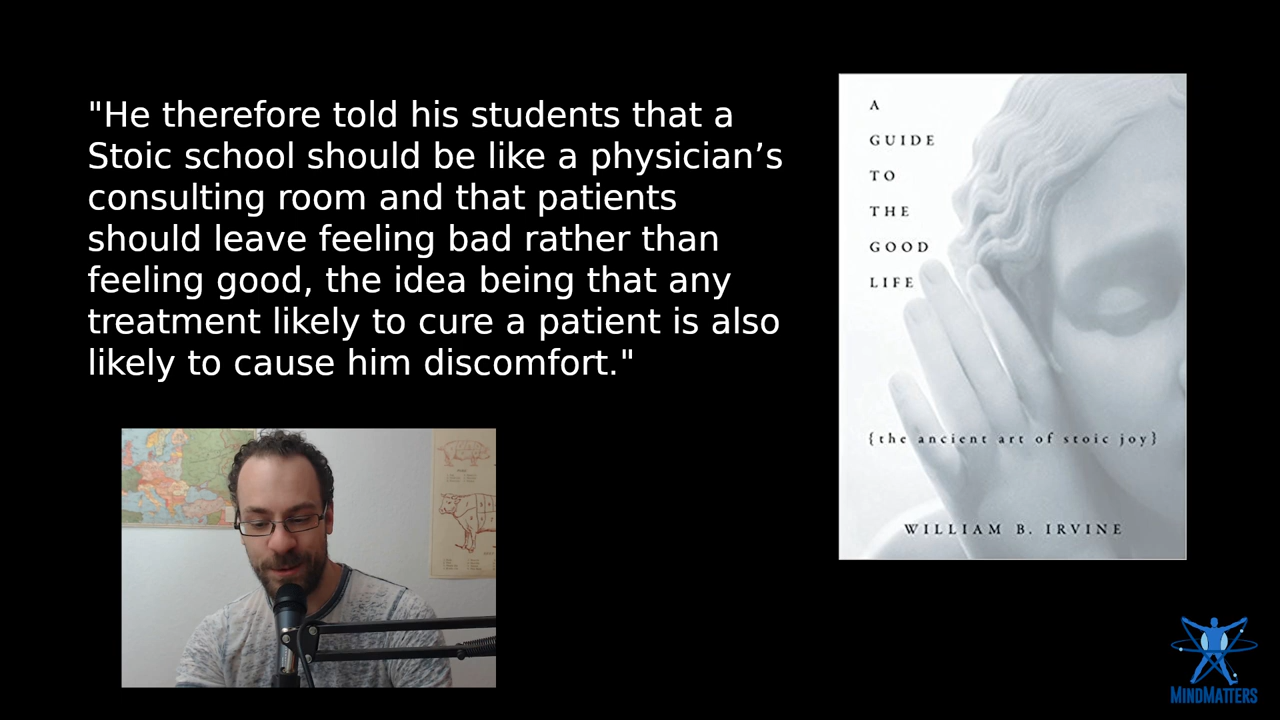 "He therefore told his students that a
Stoic school should be like a physician’s
consulting room and that patients
should leave feeling bad rather than
feeling good, the idea being that any
treatment likely to cure a patient is also
likely to cause him discomfort."
A
GUIDE
TO
THE
GOOD
LIFE
{the ancient art of stoic joy}
WILLIAM B. IRVINE
MINDMATTERS